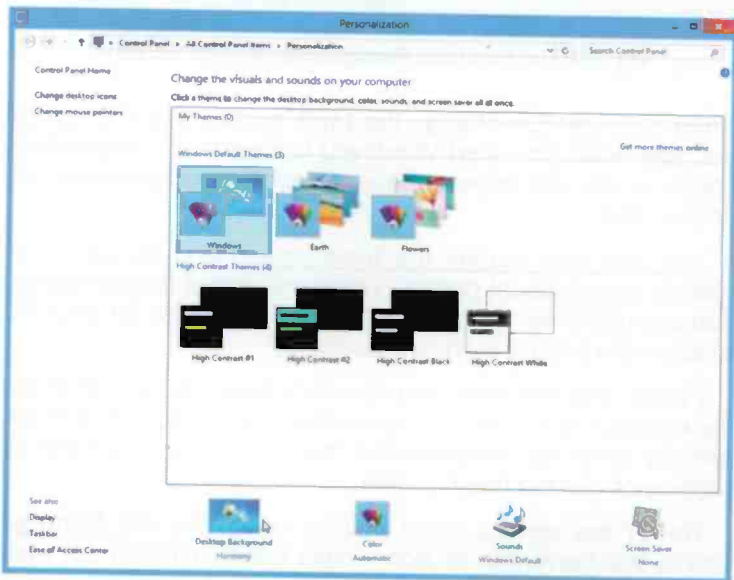 Personalization
Control Panel ▸ All Control Panel Items ▸ Personalization
Search Control Panel
Control Panel Home
Change desktop icons
Change mouse pointers
Change the visuals and sounds on your computer
Click a theme to change the desktop background, color, sounds, and screen saver all at once.
My Themes (0)
Get more themes online
Windows Default Themes (3)
Windows
Earth
Flowers
High Contrast Themes (4)
High Contrast #1
High Contrast #2
High Contrast Black
High Contrast White
See also
Display
Taskbar
Ease of Access Center
Desktop Background
Harmony
Color
Automatic
Sounds
Windows Default
Screen Saver
None